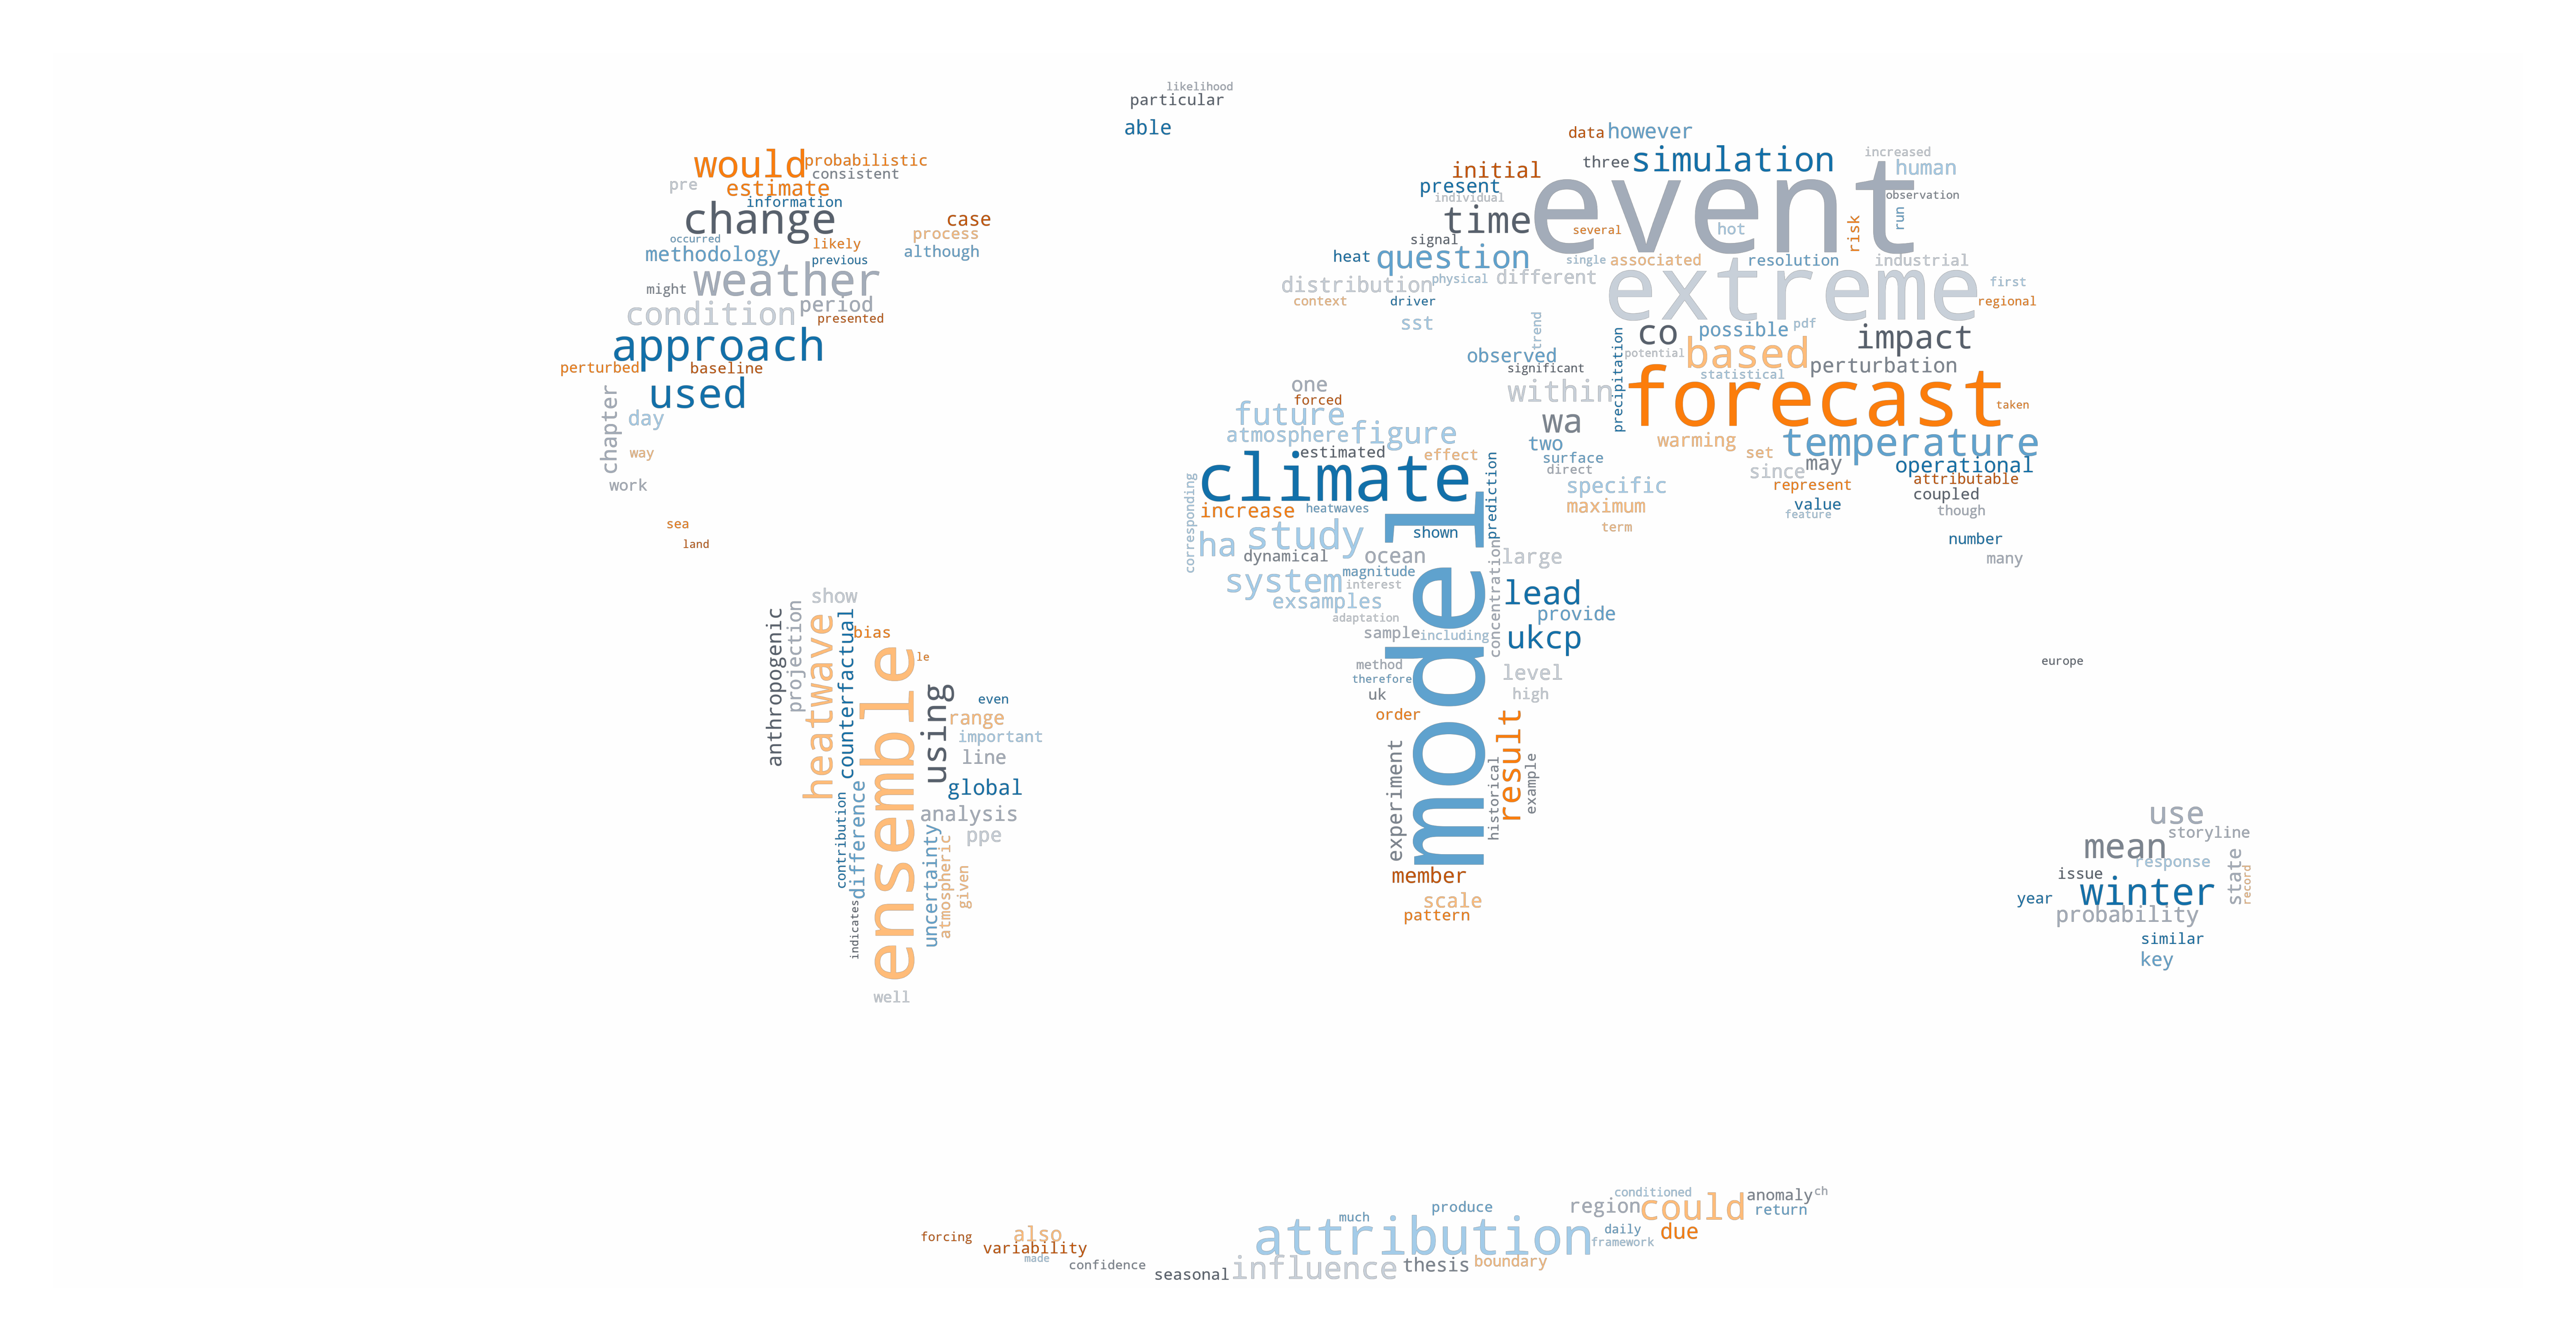 likelihood
particular
able
would probabilistic
consistent
pre estimate
information
change
occurred
case
process
likely
methodology although
previous
weather
might
period
condition
presented
approach
perturbed baseline
used
chapter
day
way
work
sea
land
data however
three simulation increased
initial human
present
individual
event
observation
time
run
several hot risk
signal
heat question
single associated resolution industrial
distribution physical different
extreme first
context driver regional
sst
trend
precipitation
co possible pdf impact
observed potential based
significant statistical perturbation
one within
forced forecast taken
future wa
atmosphere figure
two warming temperature
estimated effect set
surface since may operational
climate direct
corresponding
prediction
specific represent attributable
coupled
increase heatwaves maximum value though
feature
study shown term
ha number
dynamical ocean large many
system magnitude
interest
exsamples lead
adaptation provide
concentration
sample including ukcp
model
method level
therefore
uk high
order
result
experiment
historical
example
member
scale
pattern
europe
show
anthropogenic
projection
heatwave
counterfactual
bias
le
ensemble
using
even
range
important
line
global
analysis
ppe
contribution
difference
uncertainty
atmospheric
given
indicates
well
use
storyline
mean
response
issue state
record
year winter
probability
similar
key
conditioned anomaly ch
produce region could return
much
forcing also attribution daily due
variability framework
made confidence
seasonal influence thesis boundary